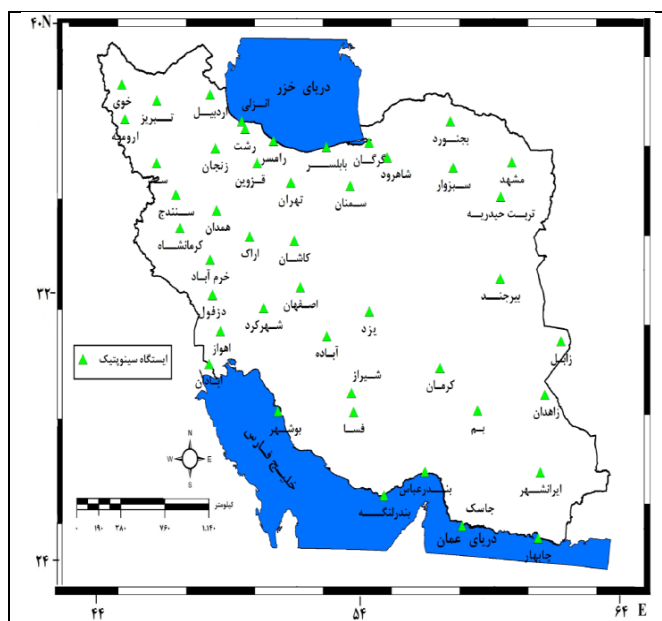 ۴۰N
دریای خزر
خوی
تبریز
اردبیل
انزلی
ارومیه
رشت
رامسر
زنجان
قزوین
بابلسر
گرگان
شاهرود
بجنورد
سبزوار
مشهد
تربت حیدریه
سقز
تهران
سمنان
سنندج
همدان
کرمانشاه
اراک
کاشان
خرم آباد
بیرجند
۳۲
دزفول
شهرکرد
اصفهان
یزد
اهواز
آباده
زابل
ایستگاه سینوپتیک
آبادان
شیراز
کرمان
بوشهر
فسا
بم
زاهدان
خلیج فارس
N
W E
S
کیلومتر
۰ ۱۹۰ ۳۸۰ ۷۶۰ ۱,۱۴۰
بندرعباس
بندرلنگه
ایرانشهر
جاسک
دریای عمان
چابهار
۲۴
۴۴ ۵۴ ۶۴ E